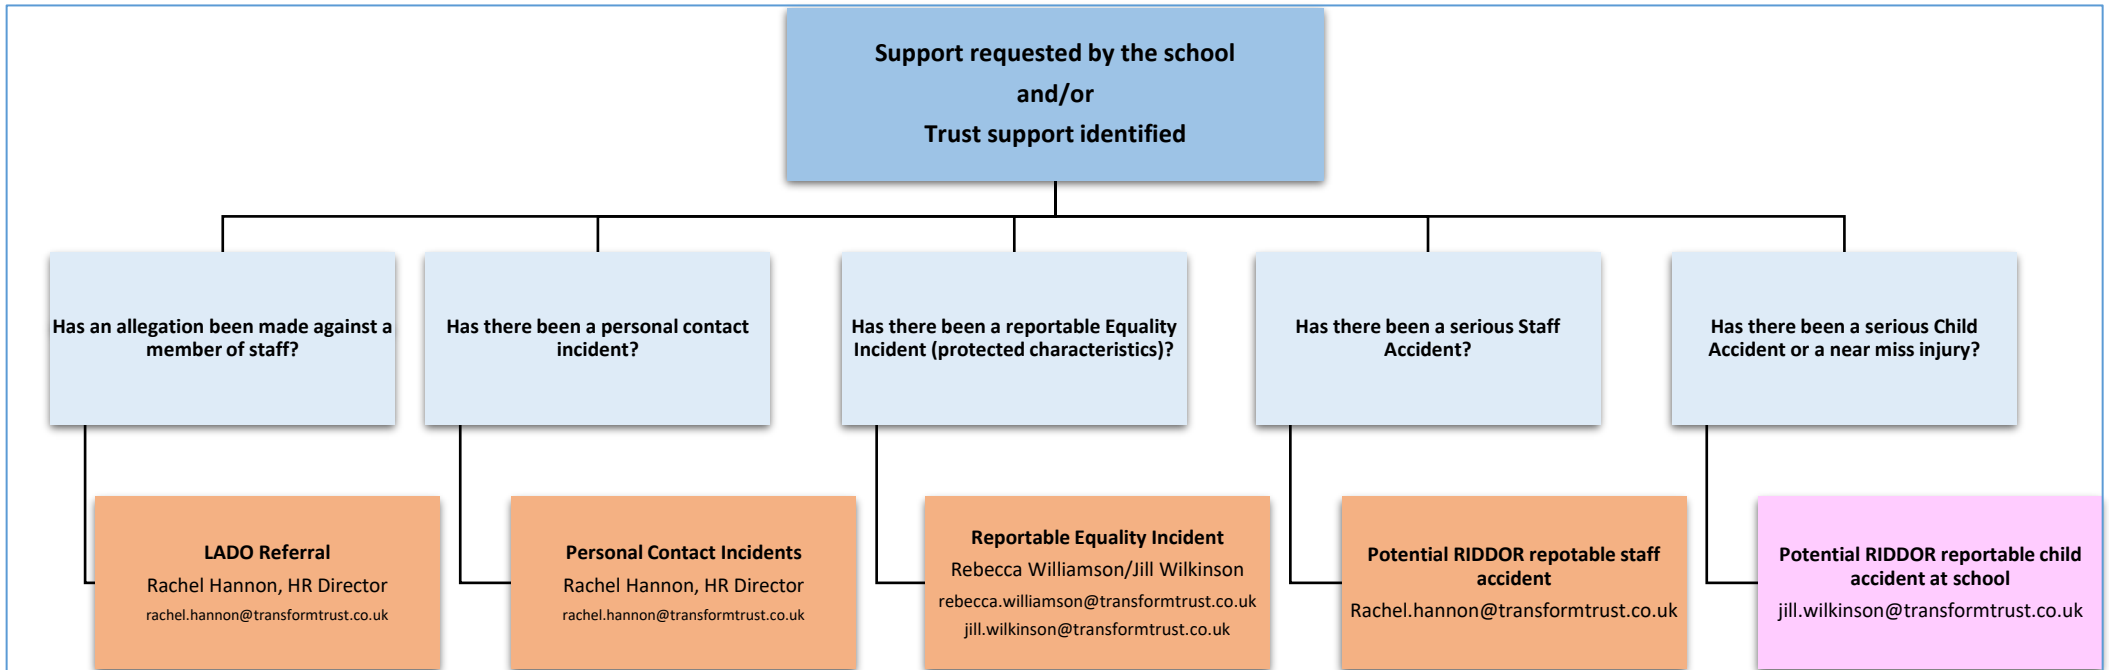 Support requested by the school
and/or
Trust support identified
Has an allegation been made against a
member of staff?
Has there been a personal contact
incident?
Has there been a reportable Equality
Incident (protected characteristics)?
Has there been a serious Staff
Accident?
Has there been a serious Child
Accident or a near miss injury?
LADO Referral
Rachel Hannon, HR Director
rachel.hannon@transformtrust.co.uk
Personal Contact Incidents
Rachel Hannon, HR Director
rachel.hannon@transformtrust.co.uk
Reportable Equality Incident
Rebecca Williamson/Jill Wilkinson
rebecca.williamson@transformtrust.co.uk
jill.wilkinson@transformtrust.co.uk
Potential RIDDOR repotable staff
accident
Rachel.hannon@transformtrust.co.uk
Potential RIDDOR reportable child
accident at school
jill.wilkinson@transformtrust.co.uk